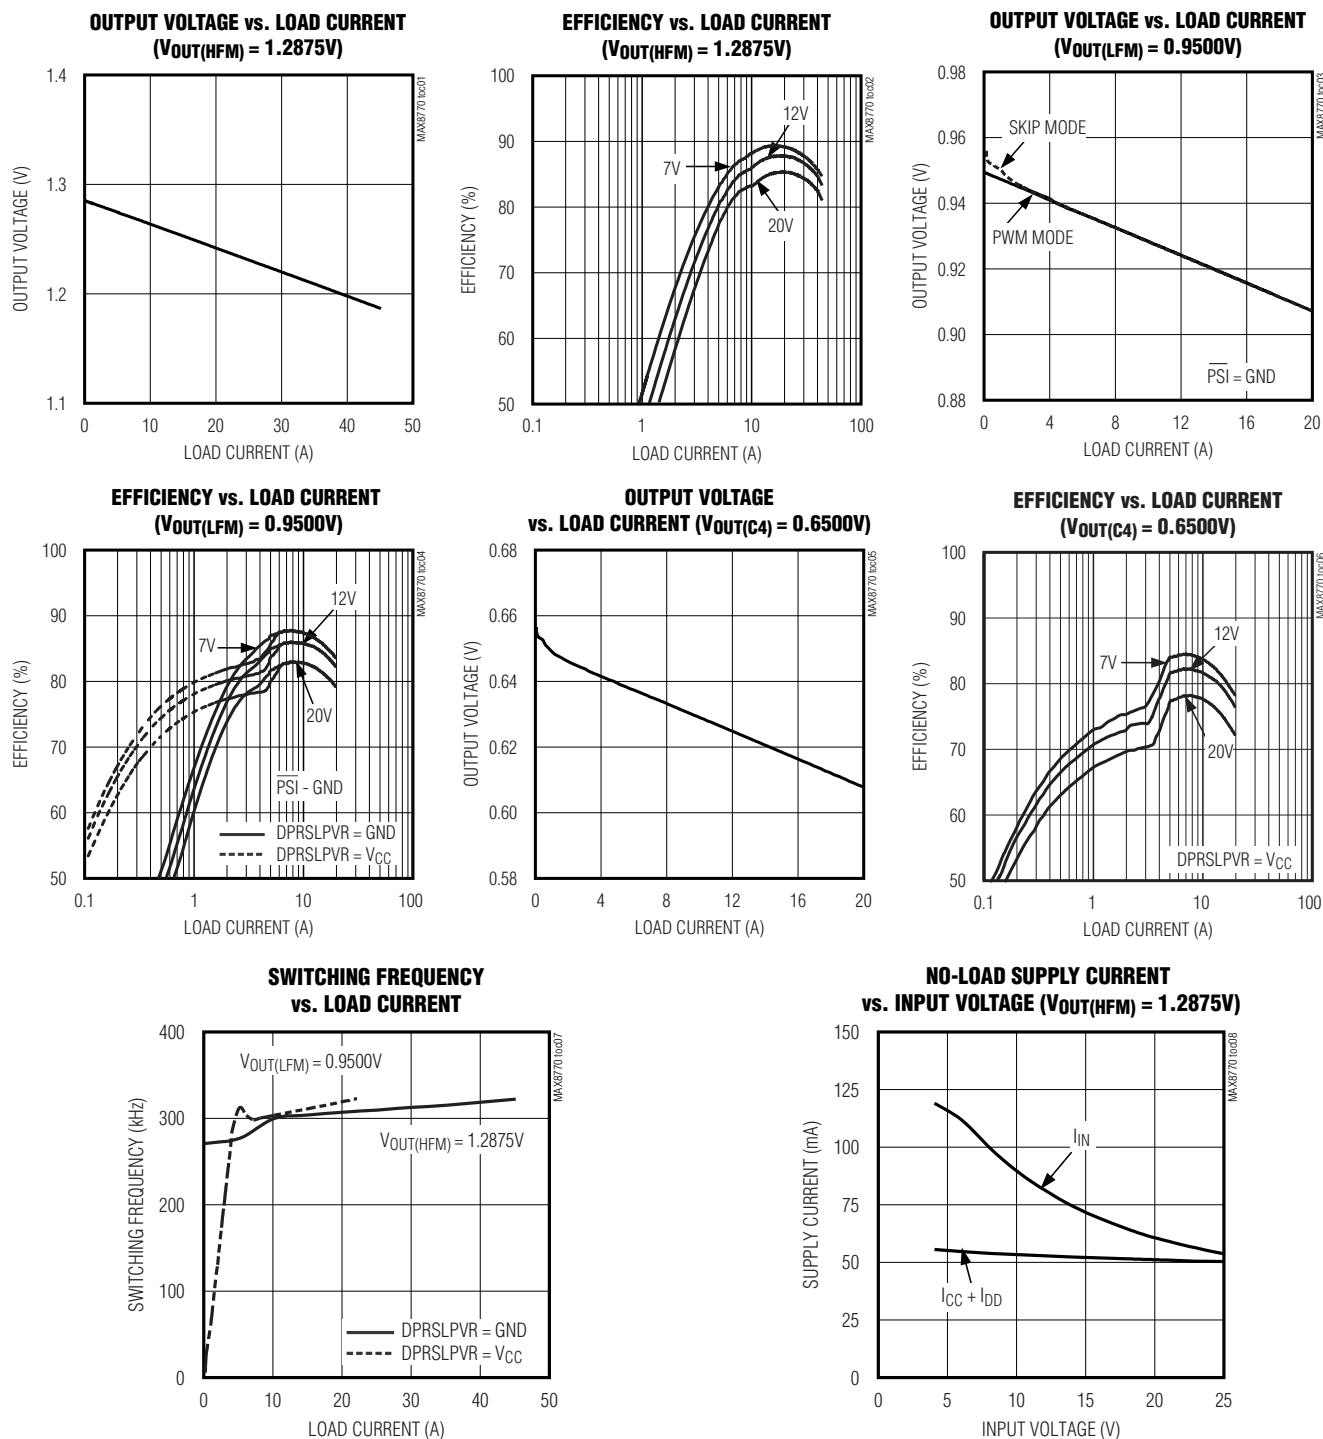 OUTPUT VOLTAGE vs. LOAD CURRENT
(VOUT(HFM) = 1.2875V)
1.4
1.3
1.2
1.1
OUTPUT VOLTAGE (V)
0 10 20 30 40 50
LOAD CURRENT (A)
MAX8770 toc01
EFFICIENCY vs. LOAD CURRENT
(VOUT(HFM) = 1.2875V)
100
90
80
70
60
50
EFFICIENCY (%)
12V
7V
20V
0.1 1 10 100
LOAD CURRENT (A)
MAX8770 toc02
OUTPUT VOLTAGE vs. LOAD CURRENT
(VOUT(LFM) = 0.9500V)
0.98
0.96
0.94
0.92
0.90
0.88
OUTPUT VOLTAGE (V)
SKIP MODE
PWM MODE
PSI = GND
0 4 8 12 16 20
LOAD CURRENT (A)
MAX8770 toc03
EFFICIENCY vs. LOAD CURRENT
(VOUT(LFM) = 0.9500V)
100
90
80
70
60
50
EFFICIENCY (%)
12V
7V
20V
PSI - GND
DPRSLPVR = GND
DPRSLPVR = VCC
0.1 1 10 100
LOAD CURRENT (A)
MAX8770 toc04
OUTPUT VOLTAGE
vs. LOAD CURRENT (VOUT(C4) = 0.6500V)
0.68
0.66
0.64
0.62
0.60
0.58
OUTPUT VOLTAGE (V)
0 4 8 12 16 20
LOAD CURRENT (A)
MAX8770 toc05
EFFICIENCY vs. LOAD CURRENT
(VOUT(C4) = 0.6500V)
100
90
80
70
60
50
EFFICIENCY (%)
12V
7V
20V
DPRSLPVR = VCC
0.1 1 10 100
LOAD CURRENT (A)
MAX8770 toc06
SWITCHING FREQUENCY
vs. LOAD CURRENT
400
300
200
100
0
SWITCHING FREQUENCY (kHz)
VOUT(LFM) = 0.9500V
VOUT(HFM) = 1.2875V
DPRSLPVR = GND
DPRSLPVR = VCC
0 10 20 30 40 50
LOAD CURRENT (A)
MAX8770 toc07
NO-LOAD SUPPLY CURRENT
vs. INPUT VOLTAGE (VOUT(HFM) = 1.2875V)
150
125
100
75
50
25
0
SUPPLY CURRENT (mA)
IIN
ICC + IDD
0 5 10 15 20 25
INPUT VOLTAGE (V)
MAX8770 toc08